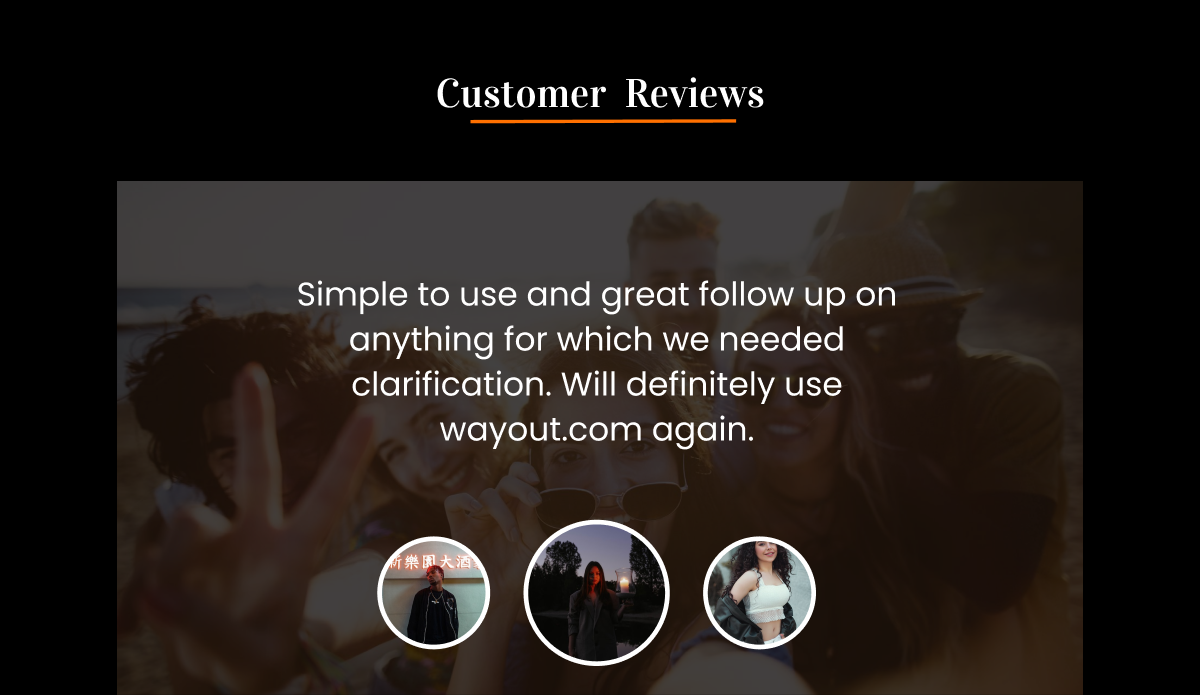 Customer Reviews
Simple to use and great follow up on
anything for which we needed
clarification. Will definitely use
wayout.com again.
新樂園大酒